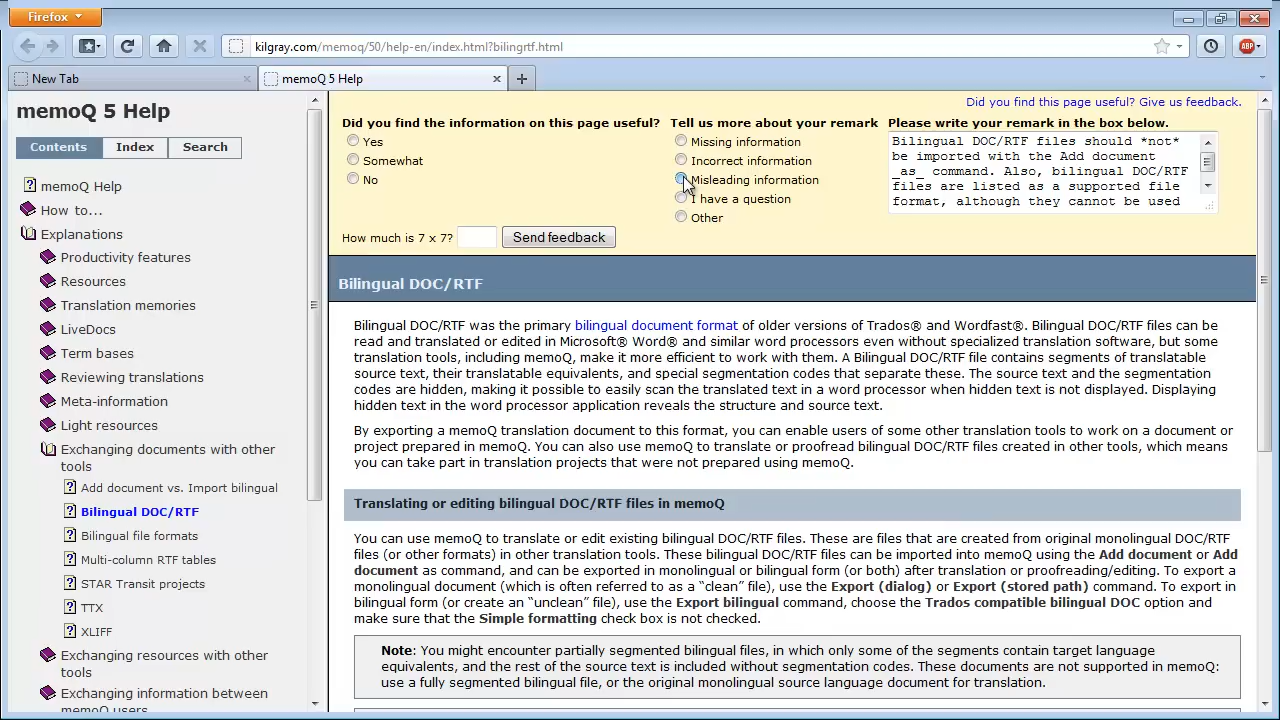 Firefox
kilgray.com/memoq/50/help-en/index.html?bilingrtf.html
ABP
New Tab
memoQ 5 Help
memoQ 5 Help
Contents
Index
Search
memoQ Help
How to...
Explanations
Productivity features
Resources
Translation memories
LiveDocs
Term bases
Reviewing translations
Meta-information
Light resources
Exchanging documents with other
tools
Add document vs. Import bilingual
Bilingual DOC/RTF
Bilingual file formats
Multi-column RTF tables
STAR Transit projects
TTX
XLIFF
Exchanging resources with other
tools
Exchanging information between
memoQ users
Did you find this page useful? Give us feedback.
Did you find the information on this page useful?
Yes
Somewhat
No
Tell us more about your remark
Missing information
Incorrect information
Misleading information
I have a question
Other
Please write your remark in the box below.
Bilingual DOC/RTF files should *not*
be imported with the Add document
_as_ command. Also, bilingual DOC/RTF
files are listed as a supported file
format, although they cannot be used
How much is 7 x 7?
Send feedback
Bilingual DOC/RTF
Bilingual DOC/RTF was the primary bilingual document format of older versions of Trados® and Wordfast®. Bilingual DOC/RTF files can be
read and translated or edited in Microsoft® Word® and similar word processors even without specialized translation software, but some
translation tools, including memoQ, make it more efficient to work with them. A Bilingual DOC/RTF file contains segments of translatable
source text, their translatable equivalents, and special segmentation codes that separate these. The source text and the segmentation
codes are hidden, making it possible to easily scan the translated text in a word processor when hidden text is not displayed. Displaying
hidden text in the word processor application reveals the structure and source text.
By exporting a memoQ translation document to this format, you can enable users of some other translation tools to work on a document or
project prepared in memoQ. You can also use memoQ to translate or proofread bilingual DOC/RTF files created in other tools, which means
you can take part in translation projects that were not prepared using memoQ.
Translating or editing bilingual DOC/RTF files in memoQ
You can use memoQ to translate or edit existing bilingual DOC/RTF files. These are files that are created from original monolingual DOC/RTF
files (or other formats) in other translation tools. These bilingual DOC/RTF files can be imported into memoQ using the Add document or Add
document as command, and can be exported in monolingual or bilingual form (or both) after translation or proofreading/editing. To export a
monolingual document (which is often referred to as a “clean” file), use the Export (dialog) or Export (stored path) command. To export in
bilingual form (or create an “unclean” file), use the Export bilingual command, choose the Trados compatible bilingual DOC option and
make sure that the Simple formatting check box is not checked.
Note: You might encounter partially segmented bilingual files, in which only some of the segments contain target language
equivalents, and the rest of the source text is included without segmentation codes. These documents are not supported in memoQ:
use a fully segmented bilingual file, or the original monolingual source language document for translation.